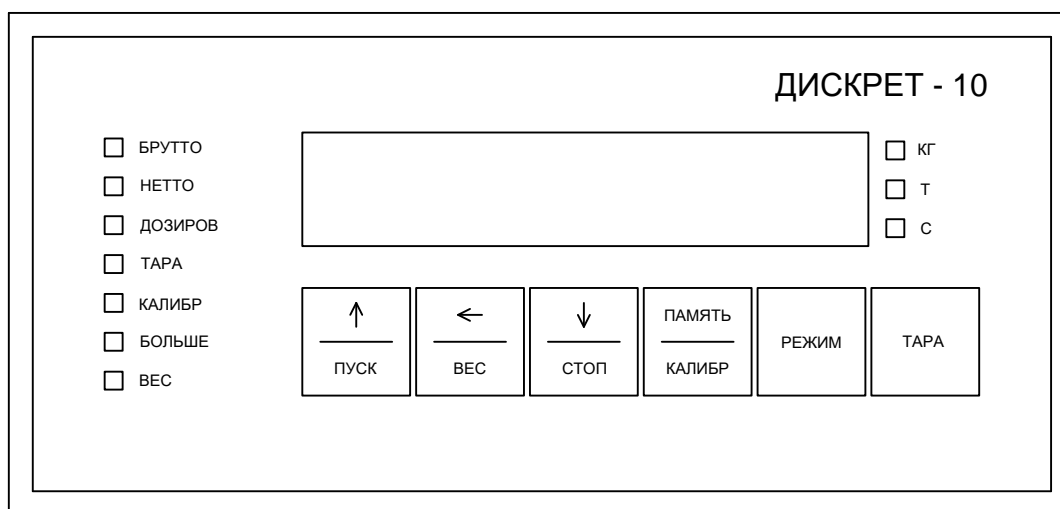 ДИСКРЕТ - 10
БРУТТО
НЕТТО
ДОЗИРОВ
ТАРА
КАЛИБР
БОЛЬШЕ
ВЕС
КГ
Т
С
↑
ПУСК
←
ВЕС
↓
СТОП
ПАМЯТЬ
КАЛИБР
РЕЖИМ
ТАРА